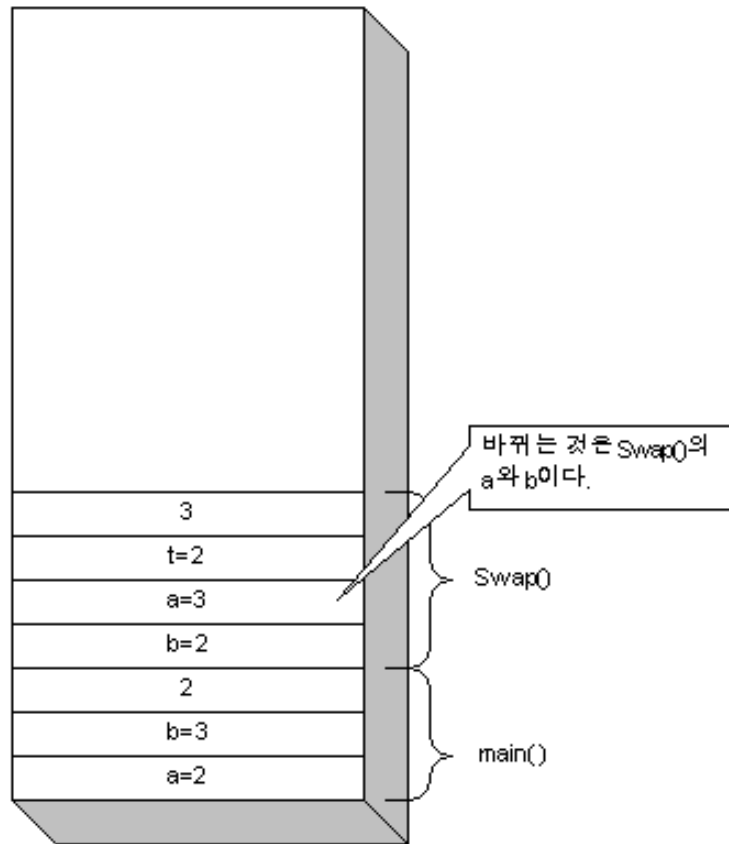 바뀌는 것은 Swap()의
a와 b이다.
3
t=2
a=3
Swap()
b=2
2
b=3
main()
a=2